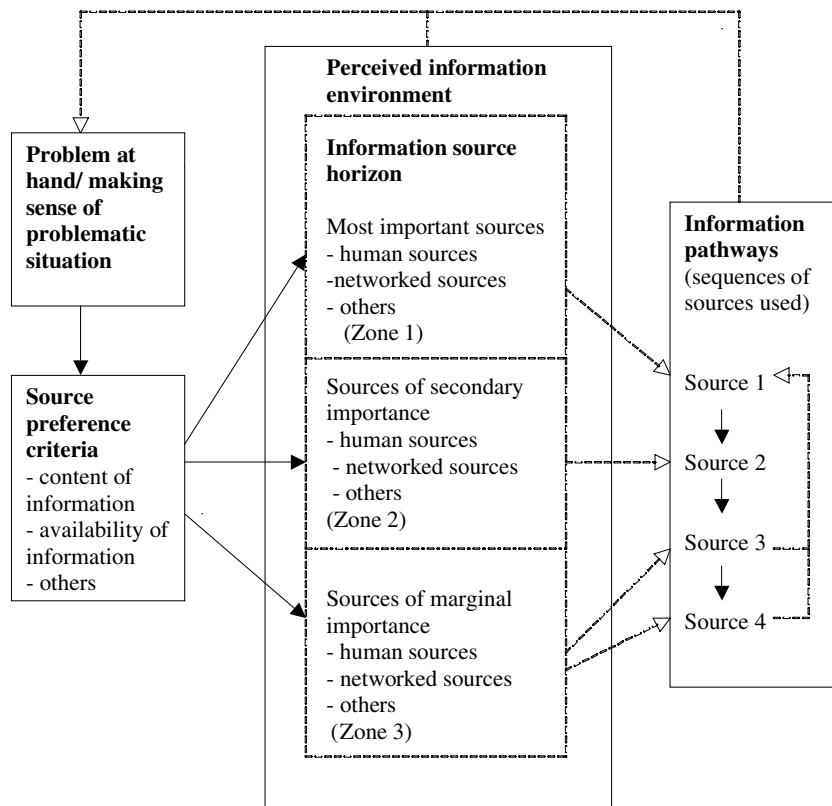 Perceived information
environment
Problem at
hand/ making
sense of
problematic
situation
Source
preference
criteria
- content of
information
- availability of
information
- others
Information source
horizon
Most important sources
- human sources
-networked sources
- others
(Zone 1)
Sources of secondary
importance
- human sources
- networked sources
- others
(Zone 2)
Sources of marginal
importance
- human sources
- networked sources
- others
(Zone 3)
Information
pathways
(sequences of
sources used)
Source 1
Source 2
Source 3
Source 4